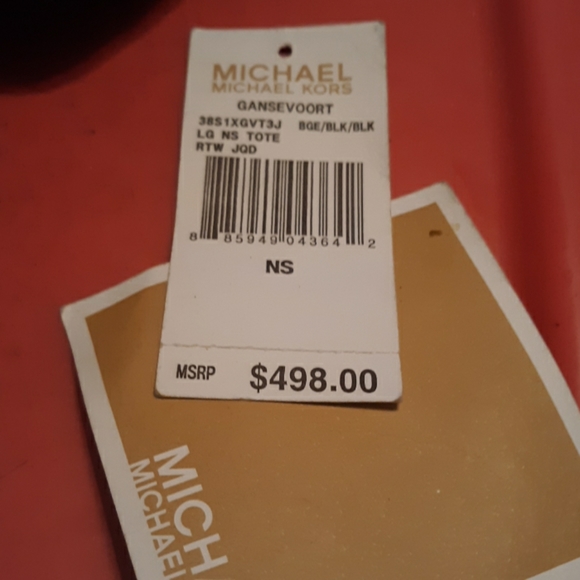 MICHAEL
MICHAEL KORS
GANSEVOORT
38S1XGVT3J BGE/BLK/BLK
LG NS TOTE
RTW JQD
8 85949 04364 2
NS
MSRP $498.00
MICH
MICHAEL